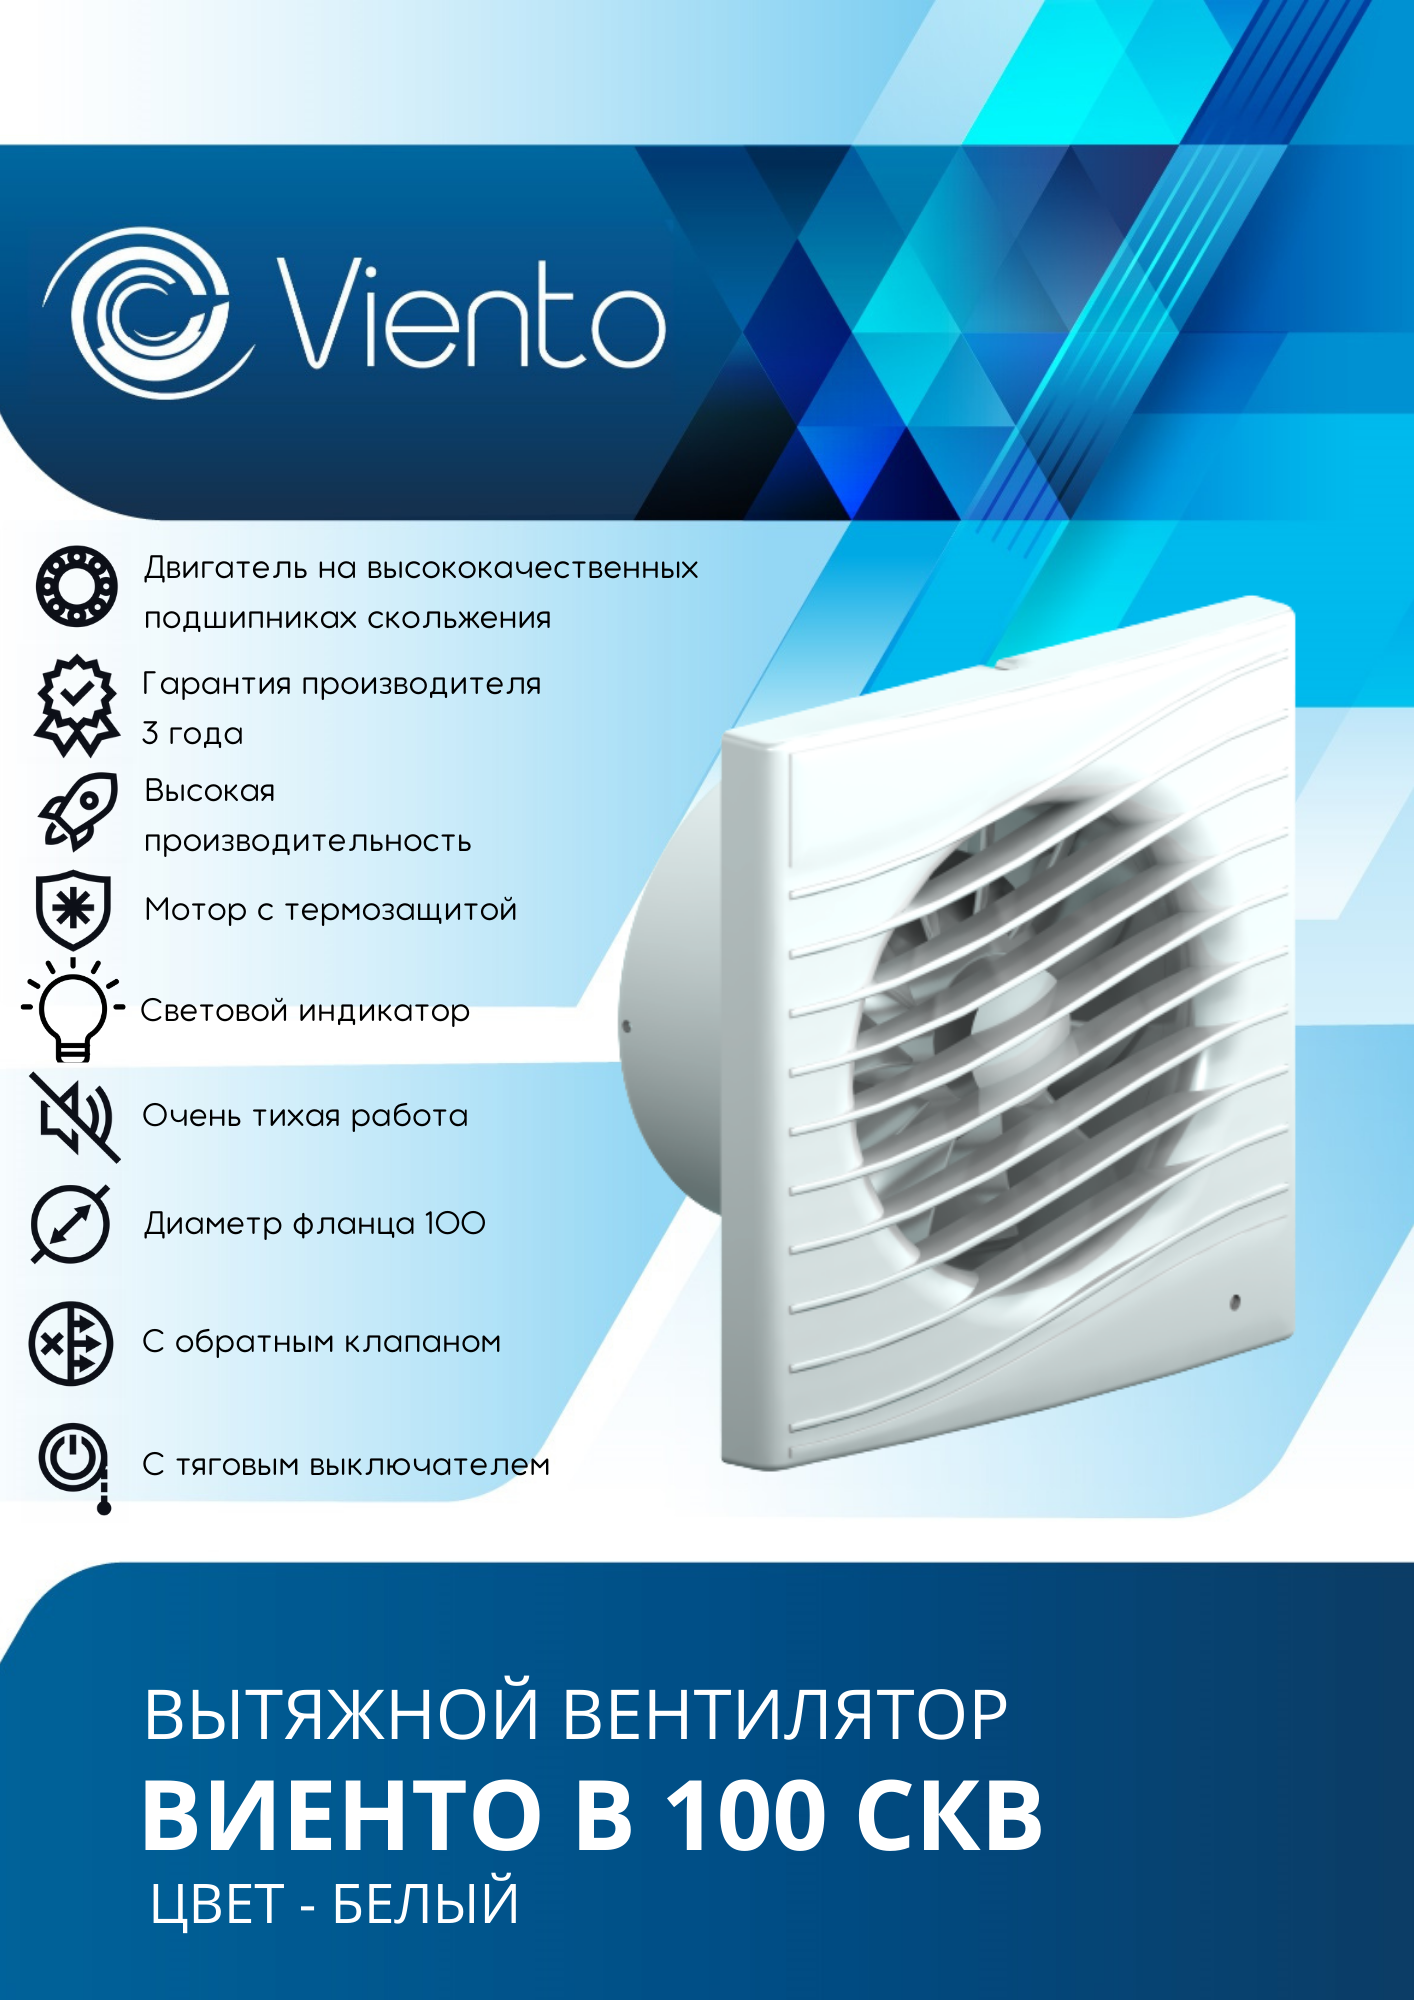 Viento
Двигатель на высококачественных
подшипниках скольжения
Гарантия производителя
3 года
Высокая
производительность
Мотор с термозащитой
Световой индикатор
Очень тихая работа
Диаметр фланца 100
С обратным клапаном
С тяговым выключателем
ВЫТЯЖНОЙ ВЕНТИЛЯТОР
ВИЕНТО В 100 СКВ
ЦВЕТ - БЕЛЫЙ